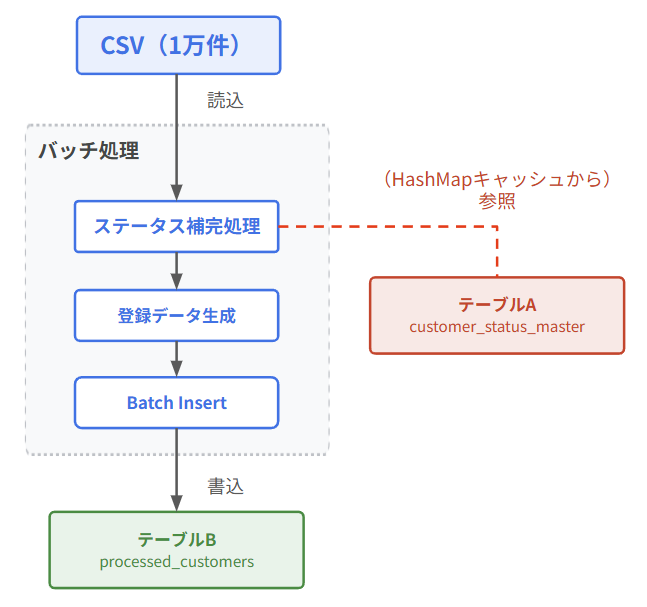 CSV（1万件）
読込
バッチ処理
ステータス補完処理
（HashMapキャッシュから）
参照
テーブルA
customer_status_master
登録データ生成
Batch Insert
書込
テーブルB
processed_customers